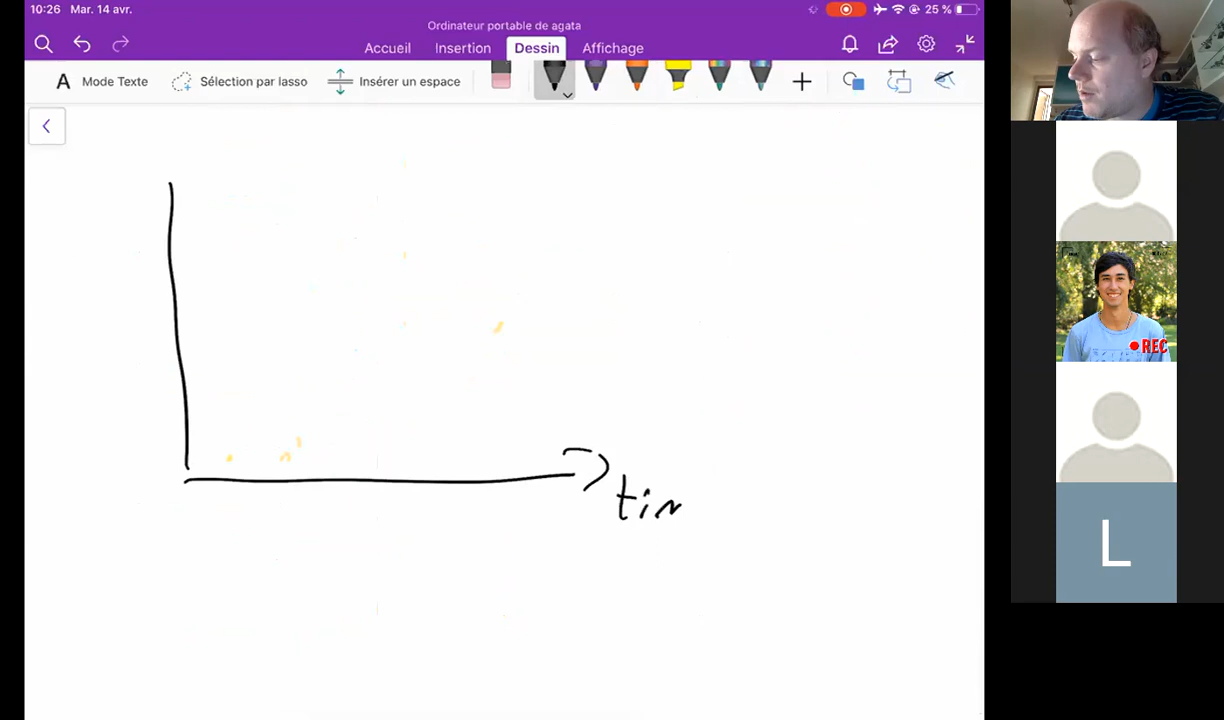 10:26 Mar. 14 avr.
25 %
Ordinateur portable de agata
Accueil Insertion Dessin Affichage
A Mode Texte Sélection par lasso Insérer un espace
REC
L
tim